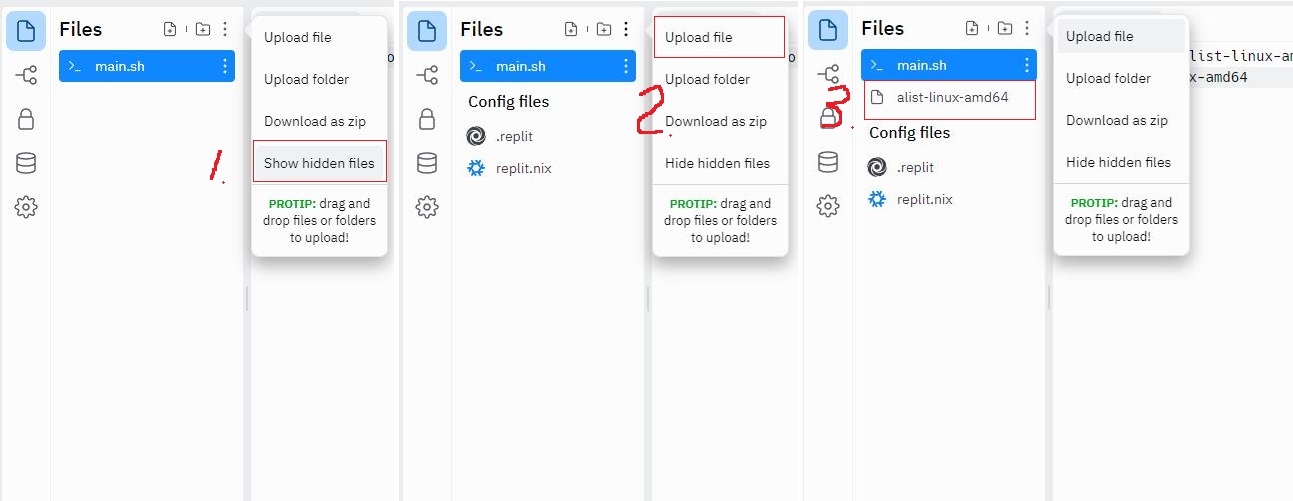 Files
main.sh
Upload file
Upload folder
Download as zip
Show hidden files
PROTIP: drag and
drop files or folders
to upload!
o
1.
Files
main.sh
Config files
.replit
replit.nix
Upload file
Upload folder
Download as zip
Hide hidden files
PROTIP: drag and
drop files or folders
to upload!
o
2.
Files
main.sh
alist-linux-amd64
Config files
.replit
replit.nix
Upload file
Upload folder
Download as zip
Hide hidden files
PROTIP: drag and
drop files or folders
to upload!
list-linux-am
x-amd64
3.